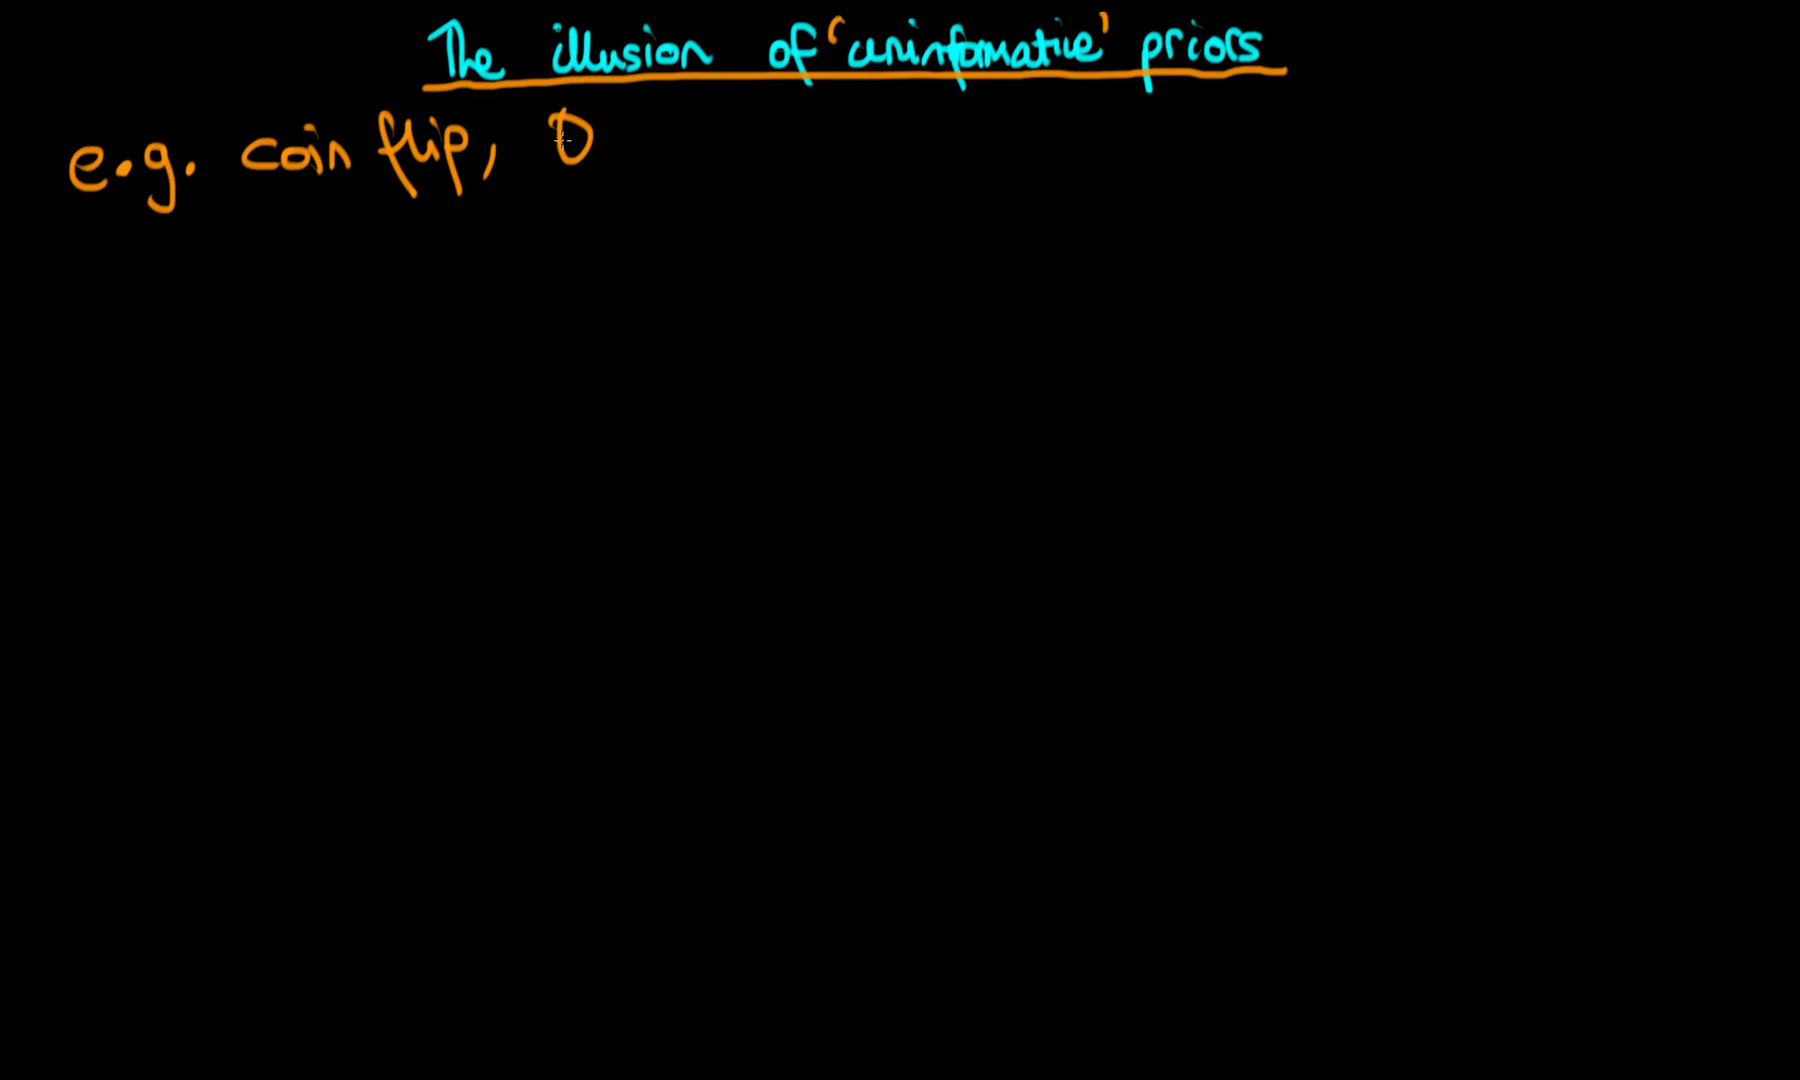 The illusion of 'uninformative' priors
e.g. coin flip,